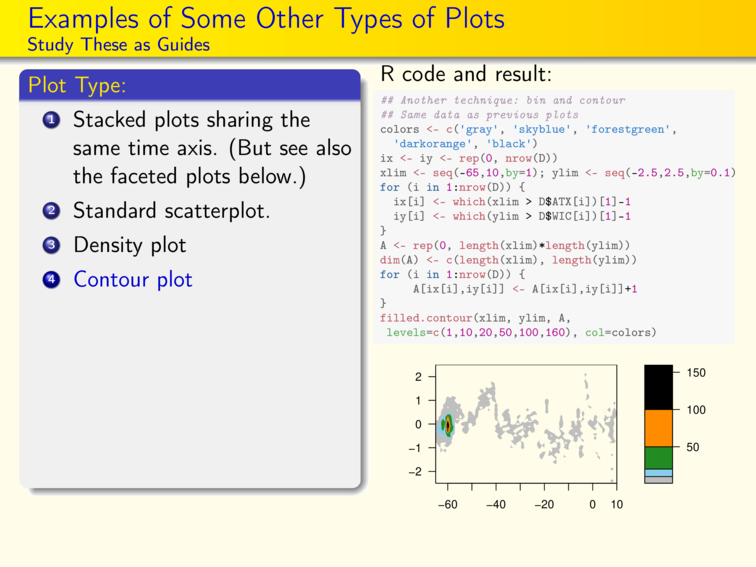 Examples of Some Other Types of Plots
Study These as Guides
Plot Type:
1 Stacked plots sharing the
same time axis. (But see also
the faceted plots below.)
2 Standard scatterplot.
3 Density plot
4 Contour plot
R code and result:
## Another technique: bin and contour
## Same data as previous plots
colors <- c('gray', 'skyblue', 'forestgreen',
'darkorange', 'black')
ix <- iy <- rep(0, nrow(D))
xlim <- seq(-65,10,by=1); ylim <- seq(-2.5,2.5,by=0.1)
for (i in 1:nrow(D)) {
ix[i] <- which(xlim > D$ATX[i])[1]-1
iy[i] <- which(ylim > D$WIC[i])[1]-1
}
A <- rep(0, length(xlim)*length(ylim))
dim(A) <- c(length(xlim), length(ylim))
for (i in 1:nrow(D)) {
A[ix[i],iy[i]] <- A[ix[i],iy[i]]+1
}
filled.contour(xlim, ylim, A,
levels=c(1,10,20,50,100,160), col=colors)
2
1
0
−1
−2
−60 −40 −20 0 10
150
100
50